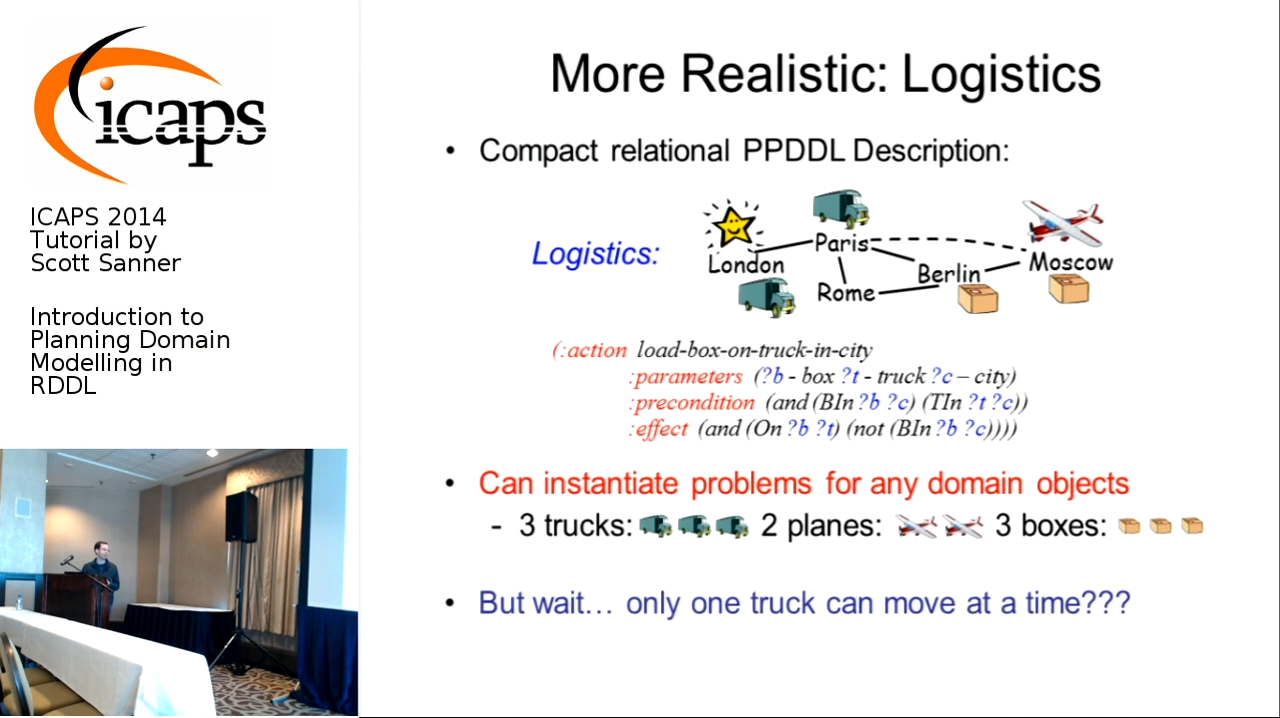 icaps
ICAPS 2014
Tutorial by
Scott Sanner
Introduction to
Planning Domain
Modelling in
RDDL
More Realistic: Logistics
• Compact relational PPDDL Description:
Logistics:
London
Paris
Rome
Berlin
Moscow
(:action load-box-on-truck-in-city
:parameters (?b - box ?t - truck ?c – city)
:precondition (and (BIn ?b ?c) (TIn ?t ?c))
:effect (and (On ?b ?t) (not (BIn ?b ?c))))
• Can instantiate problems for any domain objects
- 3 trucks: 2 planes: 3 boxes:
• But wait… only one truck can move at a time???